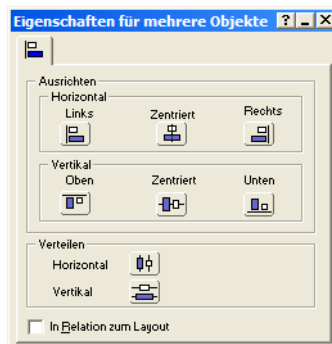 Eigenschaften für mehrere Objekte
Ausrichten
Horizontal
Links Zentriert Rechts
Vertikal
Oben Zentriert Unten
Verteilen
Horizontal
Vertikal
In Relation zum Layout